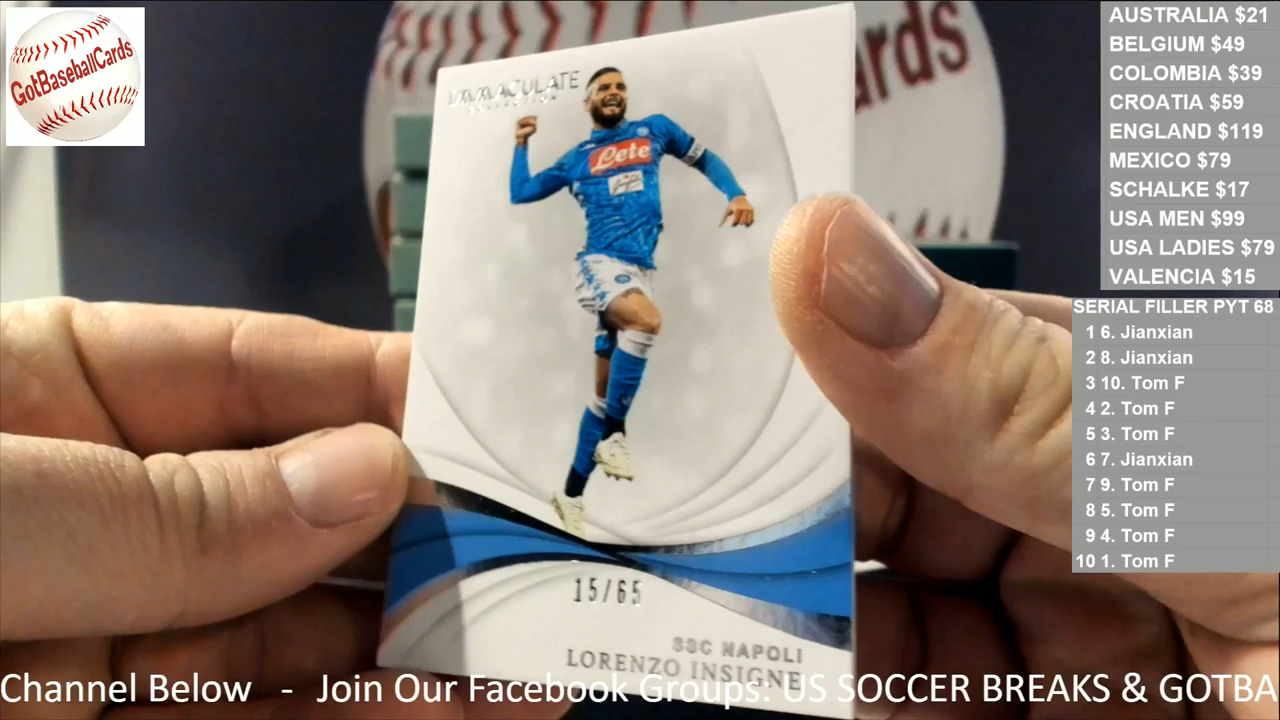 GotBaseballCards
ards
IMMACULATE
COLLECTION
Lete
15/65
SSC NAPOLI
LORENZO INSIGNE
AUSTRALIA $21
BELGIUM $49
COLOMBIA $39
CROATIA $59
ENGLAND $119
MEXICO $79
SCHALKE $17
USA MEN $99
USA LADIES $79
VALENCIA $15
SERIAL FILLER PYT 68
1 6. Jianxian
2 8. Jianxian
3 10. Tom F
4 2. Tom F
5 3. Tom F
6 7. Jianxian
7 9. Tom F
8 5. Tom F
9 4. Tom F
10 1. Tom F
Channel Below - Join Our Facebook Groups: US SOCCER BREAKS & GOTBA